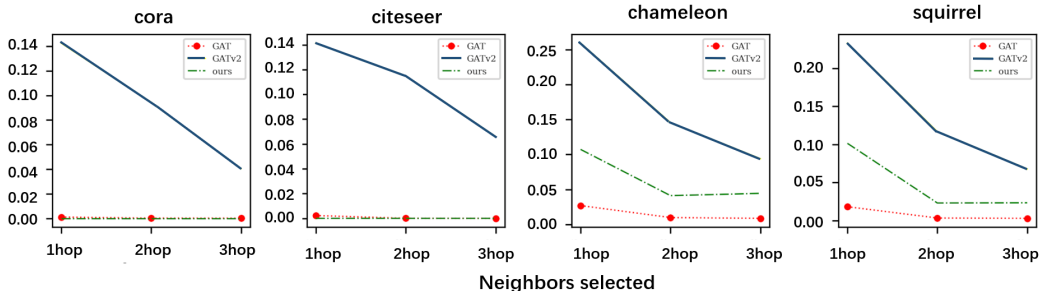 cora
0.14
0.12
0.10
0.08
0.06
0.04
0.02
0.00
GAT
GATv2
ours
1hop 2hop 3hop
citeseer
0.14
0.12
0.10
0.08
0.06
0.04
0.02
0.00
GAT
GATv2
ours
1hop 2hop 3hop
chameleon
0.25
0.20
0.15
0.10
0.05
0.00
GAT
GATv2
ours
1hop 2hop 3hop
squirrel
0.20
0.15
0.10
0.05
0.00
GAT
GATv2
ours
1hop 2hop 3hop
Neighbors selected